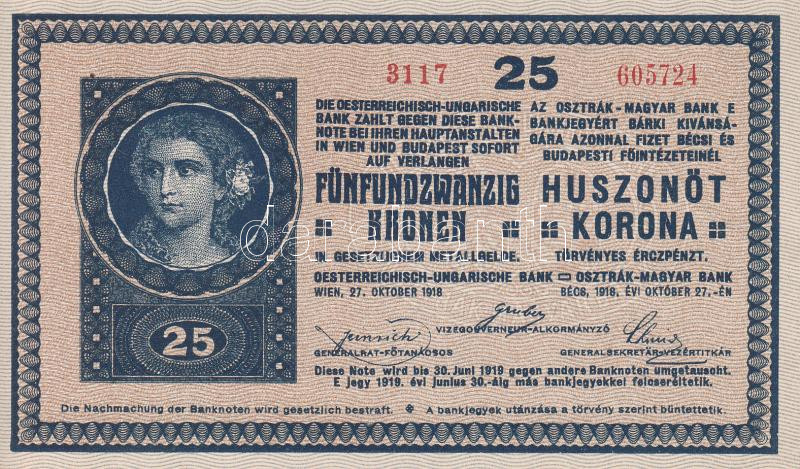 3117 25 605724
DIE OESTERREICHISCH-UNGARISCHE
BANK ZAHLT GEGEN DIESE BANK-
NOTE BEI IHREN HAUPTANSTALTEN
IN WIEN UND BUDAPEST SOFORT
AUF VERLANGEN
FÜNFUNDZWANZIG
KRONEN
IN GESETZLICHEM METALLGELDE.
AZ OSZTRÁK-MAGYAR BANK E
BANKJEGYÉRT BÁRKI KIVÁNSÁ-
GÁRA AZONNAL FIZET BÉCSI ÉS
BUDAPESTI FŐINTÉZETEINÉL
HUSZONÖT
KORONA
TÖRVÉNYES ÉRCZPÉNZT.
OESTERREICHISCH-UNGARISCHE BANK OSZTRÁK-MAGYAR BANK
WIEN, 27. OKTOBER 1918 BÉCS, 1918. ÉVI OKTÓBER 27.-ÉN
Gruber
VIZEGOUVERNEUR-ALKORMÁNYZÓ
GENERALRAT-FŐTANÁCSOS
GENERALSEKRETÄR-VEZÉRTITKÁR
25
Diese Note wird bis 30. Juni 1919 gegen andere Banknoten umgetauscht.
E jegy 1919. évi junius 30.-áig más bankjegyekkel felcseréltetik.
Die Nachmachung der Banknoten wird gesetzlich bestraft. A bankjegyek utánzása a törvény szerint büntettetik.
darabanth